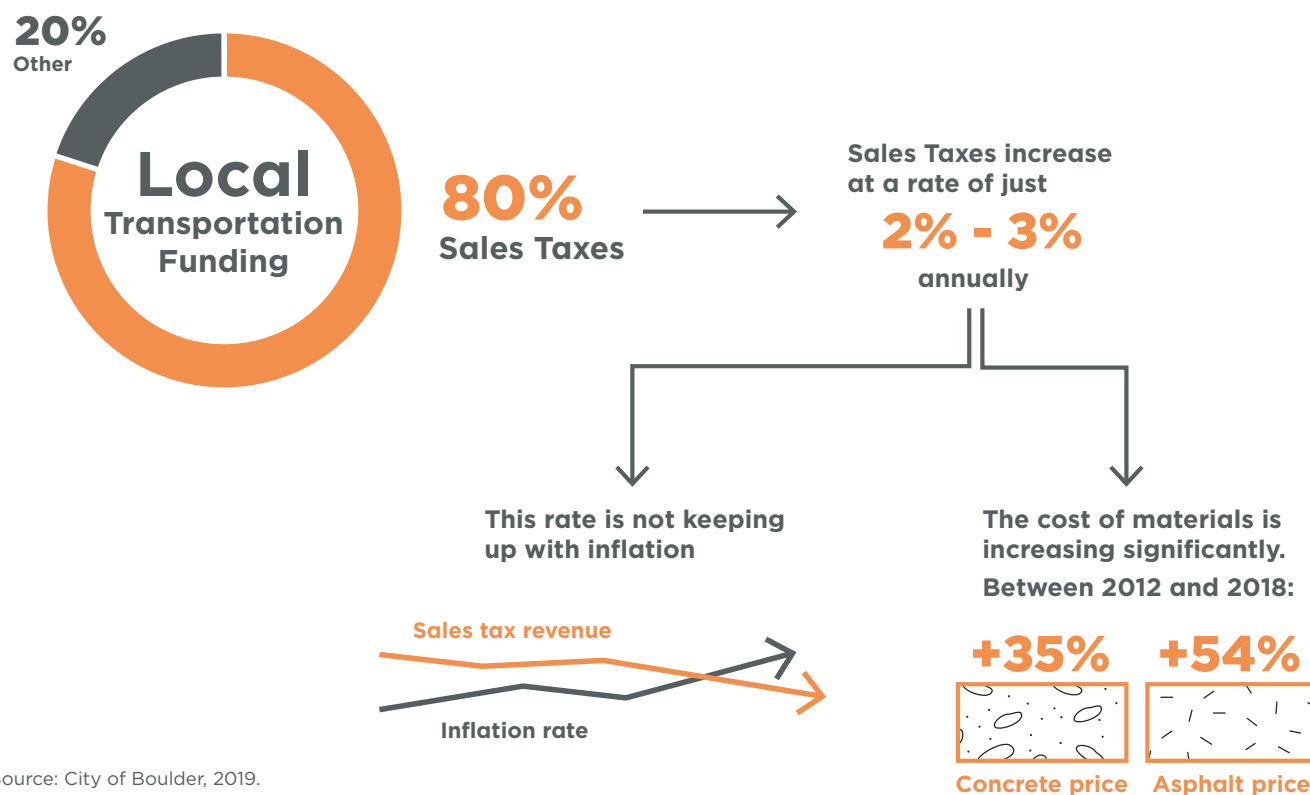 20%
Other
Local
Transportation
Funding
80%
Sales Taxes
Sales Taxes increase
at a rate of just
2% - 3%
annually
This rate is not keeping
up with inflation
Sales tax revenue
Inflation rate
The cost of materials is
increasing significantly.
Between 2012 and 2018:
+35%
Concrete price
+54%
Asphalt price
Source: City of Boulder, 2019.